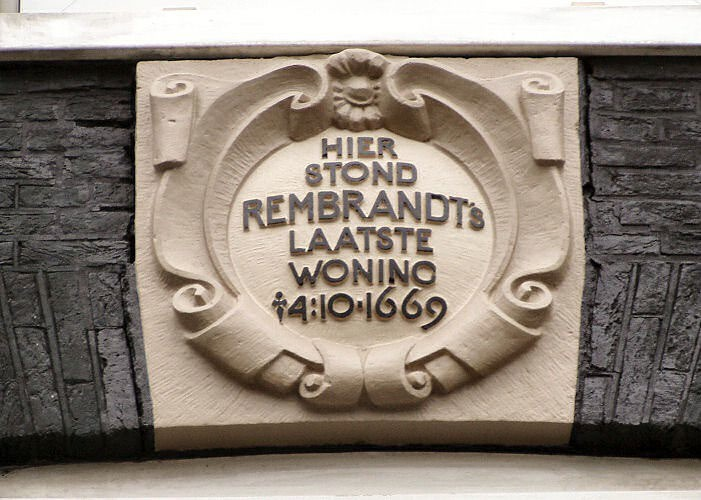 HIER
STOND
REMBRANDT's
LAATSTE
WONING
†4:10·1669